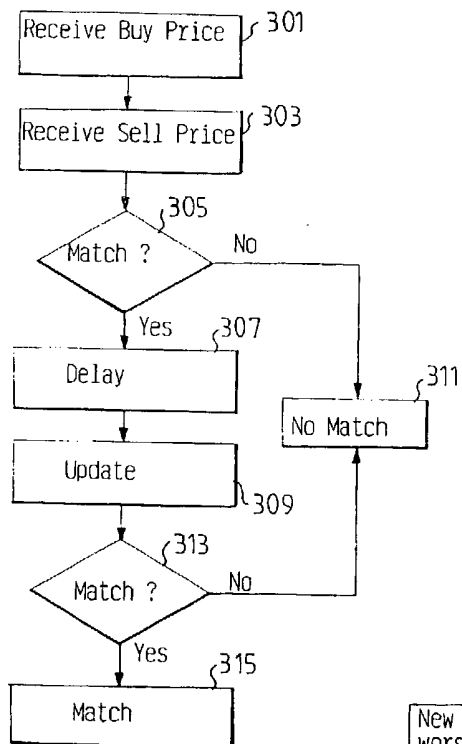 Receive Buy Price 301
Receive Sell Price 303
305
Match ?
No
Yes
307
Delay
311
No Match
Update
309
313
Match ?
No
Yes
315
Match
New